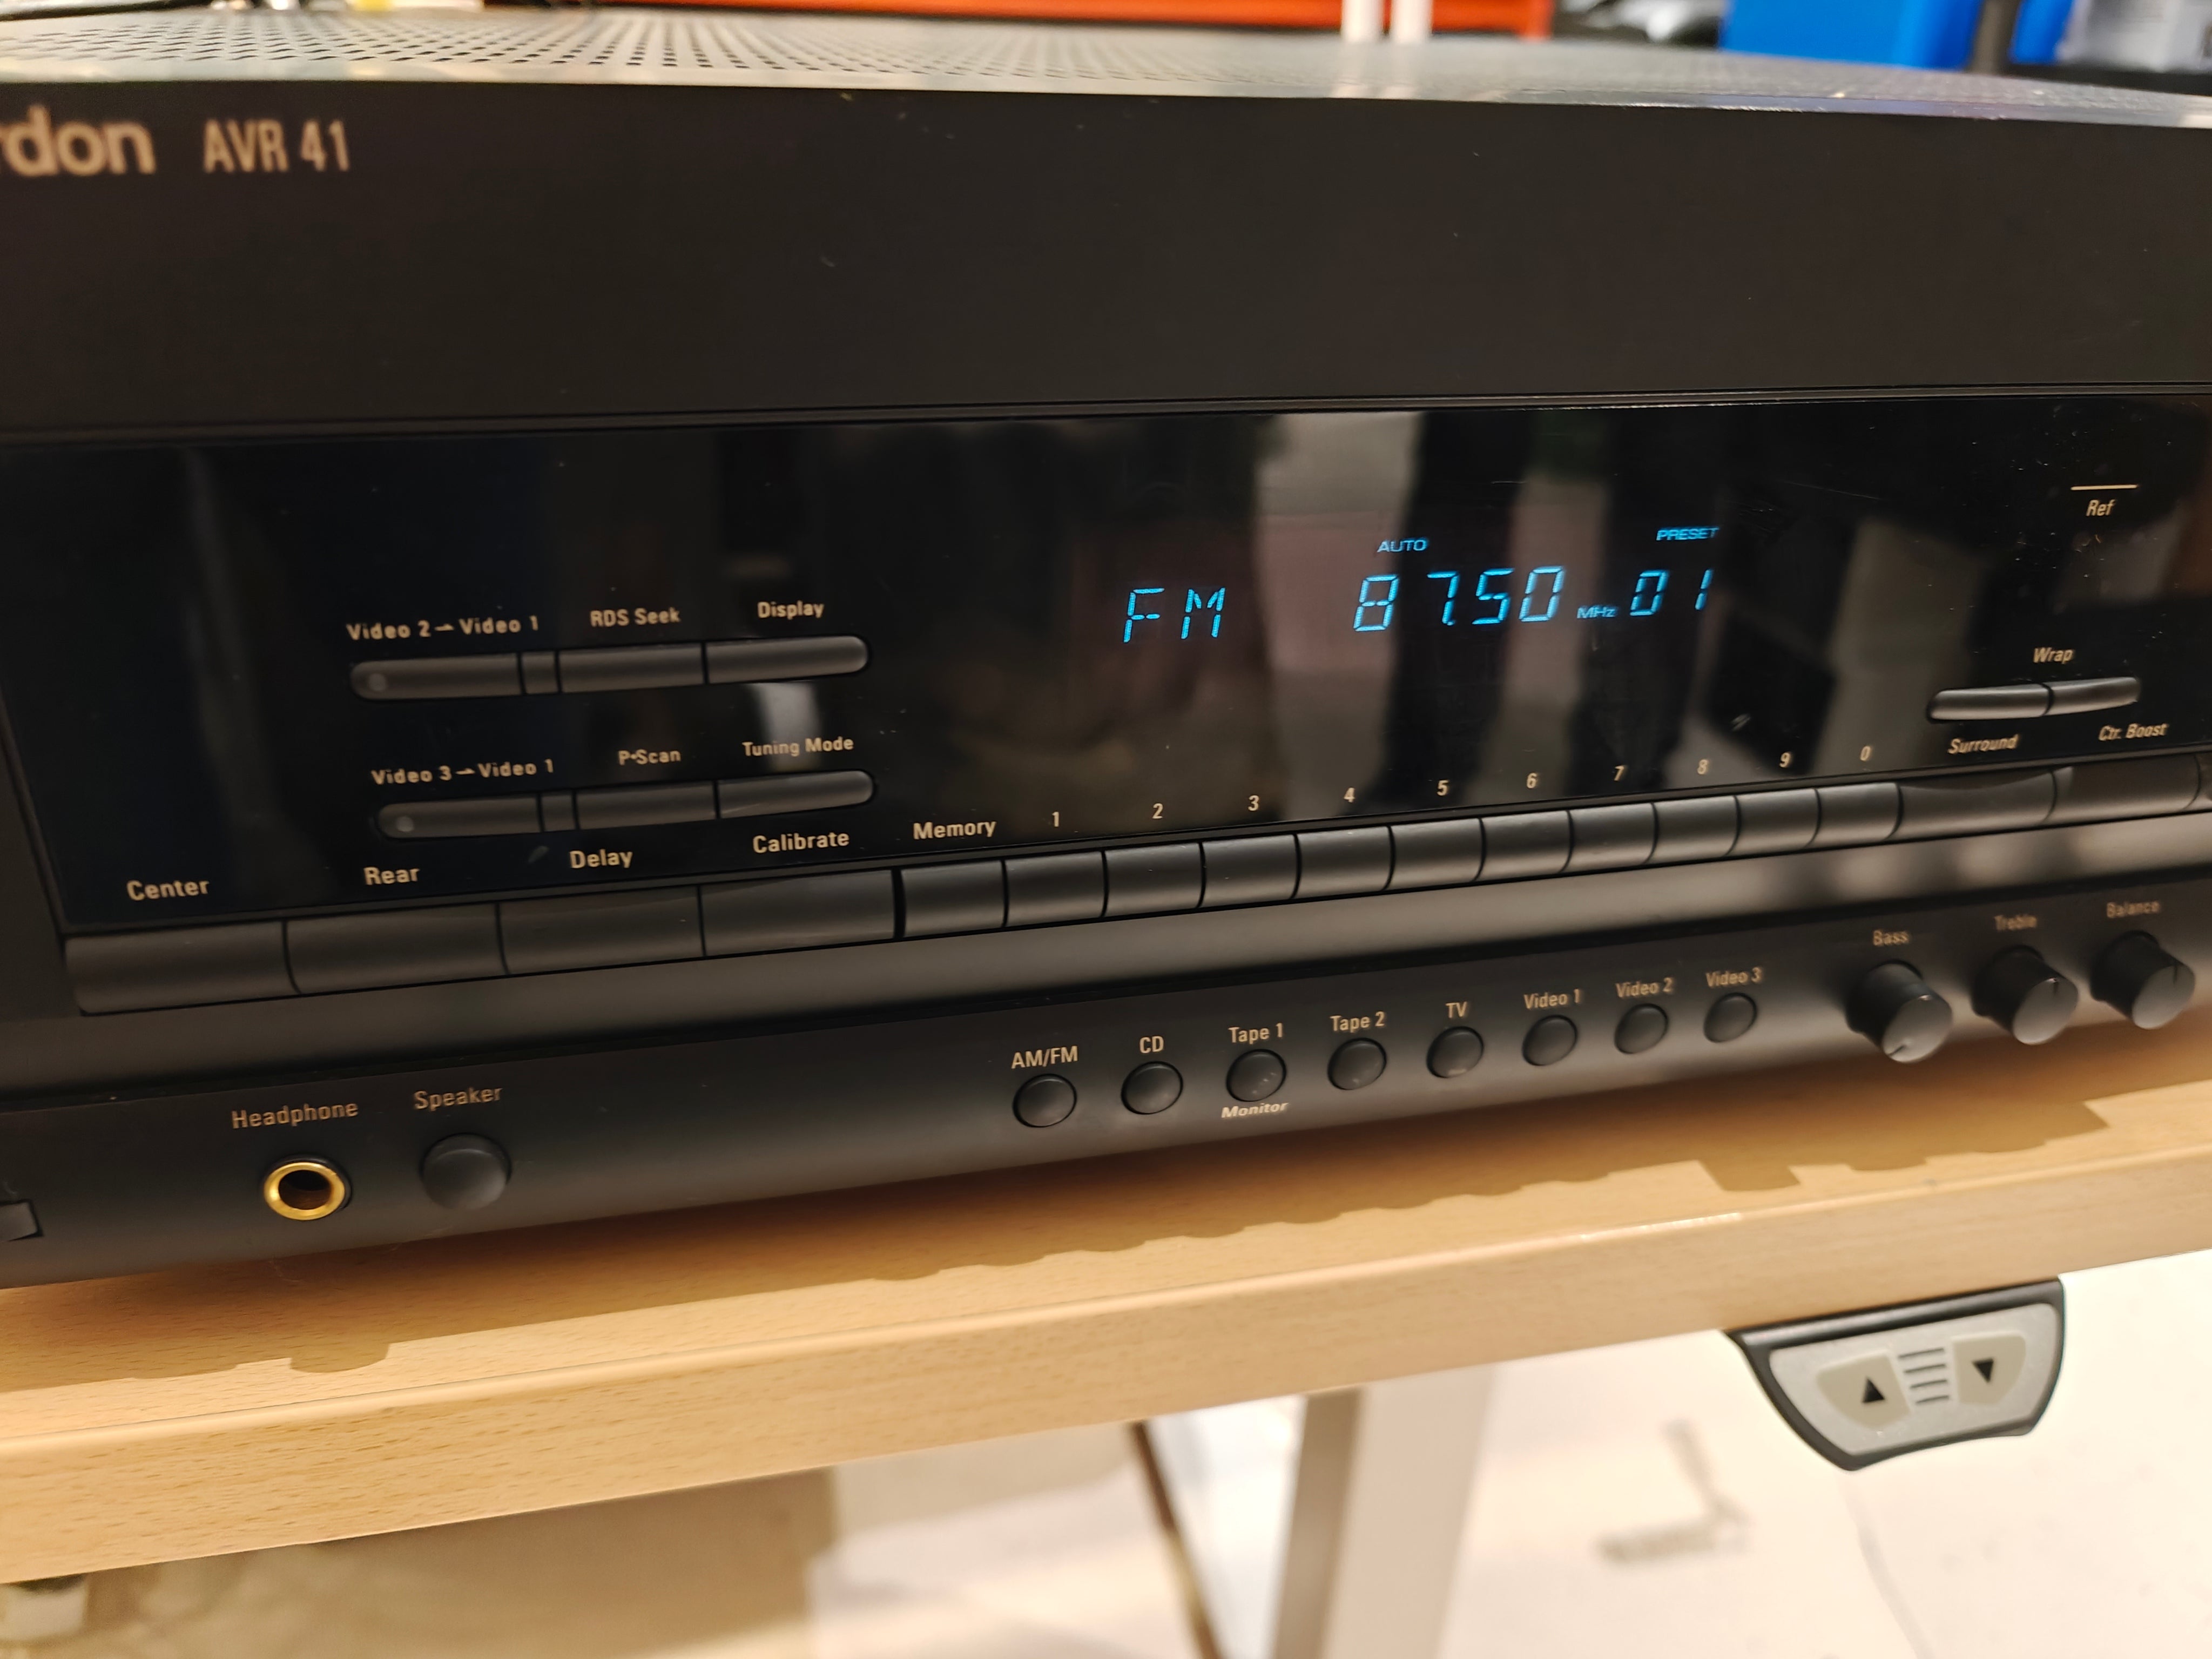 rdon AVR 41
Ref
AUTO PRESET
FM 87.50 MHz 01
Video 2→Video 1 RDS Seek Display
Wrap
Video 3→Video 1 P•Scan Tuning Mode
Surround Ctr. Boost
Center Rear Delay Calibrate Memory 1 2 3 4 5 6 7 8 9 0
Bass Treble Balance
AM/FM CD Tape 1 Tape 2 TV Video 1 Video 2 Video 3
Monitor
Headphone Speaker